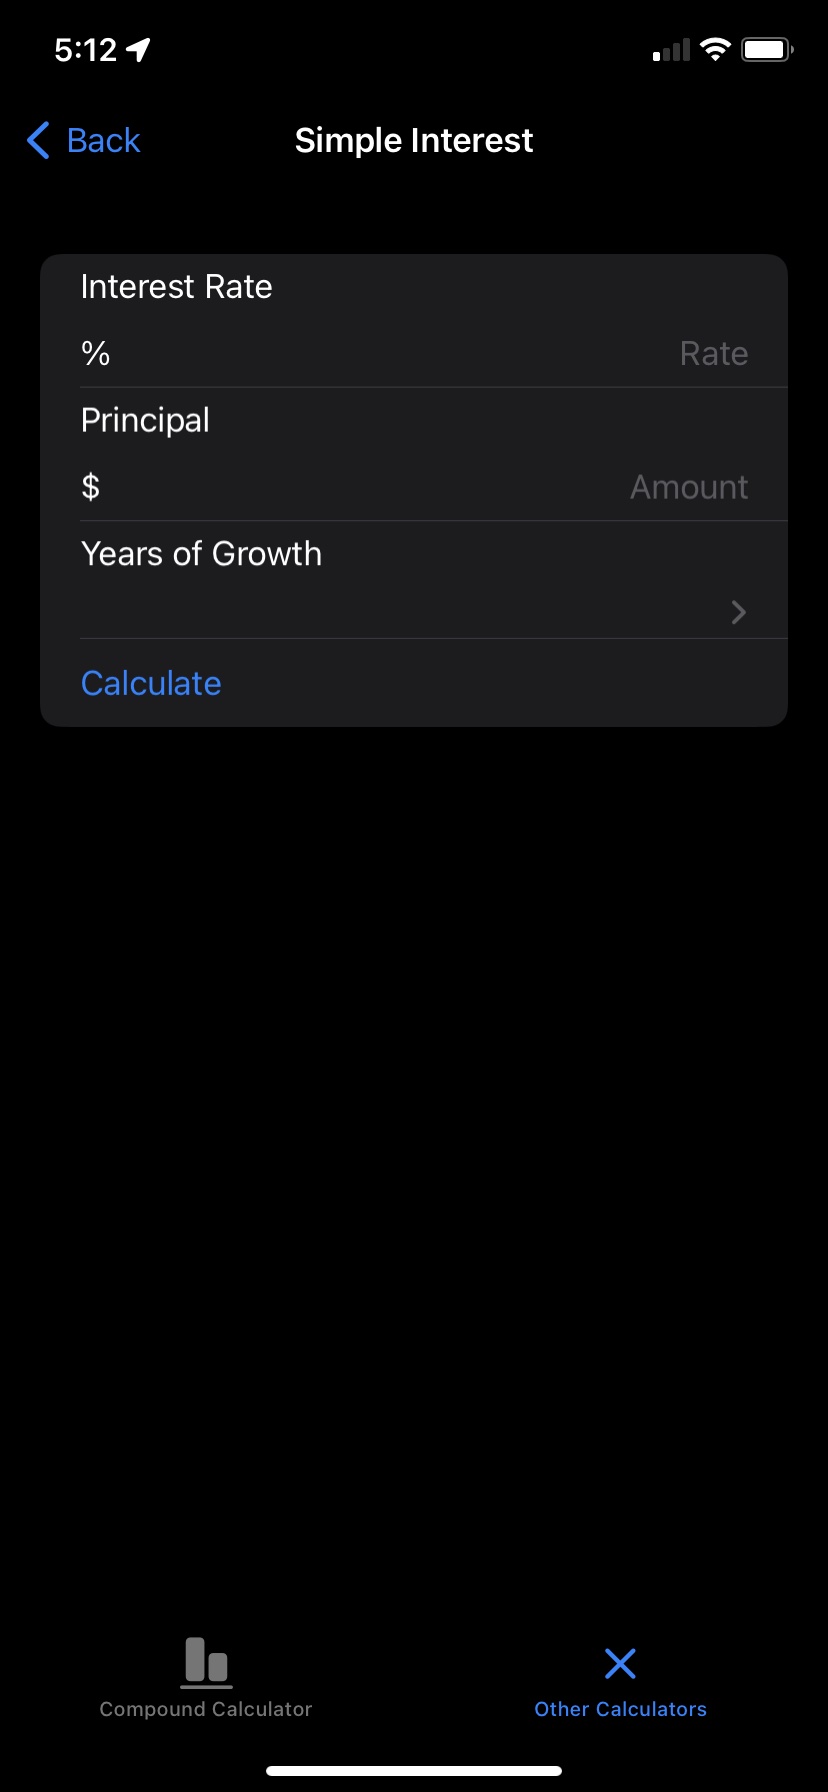 5:12
Back
Simple Interest
Interest Rate
% Rate
Principal
$ Amount
Years of Growth
Calculate
Compound Calculator
Other Calculators